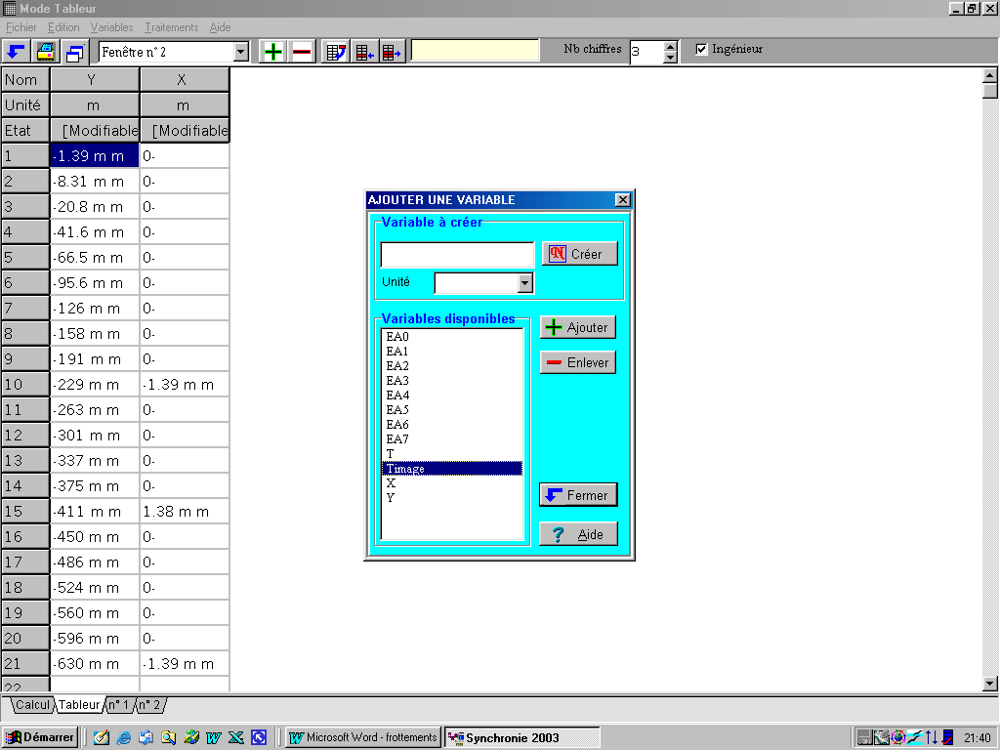 Mode Tableur
Fichier Edition Variables Traitements Aide
Fenêtre n° 2 Nb chiffres 3 Ingénieur
Nom Y X
Unité m m
Etat [Modifiable [Modifiable
1 -1.39 m m 0-
2 -8.31 m m 0-
3 -20.8 m m 0-
4 -41.6 m m 0-
5 -66.5 m m 0-
6 -95.6 m m 0-
7 -126 m m 0-
8 -158 m m 0-
9 -191 m m 0-
10 -229 m m -1.39 m m
11 -263 m m 0-
12 -301 m m 0-
13 -337 m m 0-
14 -375 m m 0-
15 -411 m m 1.38 m m
16 -450 m m 0-
17 -486 m m 0-
18 -524 m m 0-
19 -560 m m 0-
20 -596 m m 0-
21 -630 m m -1.39 m m
22
AJOUTER UNE VARIABLE
Variable à créer
Créer
Unité
Variables disponibles
EA0
EA1
EA2
EA3
EA4
EA5
EA6
EA7
T
Timage
X
Y
Ajouter
Enlever
Fermer
Aide
Calcul Tableur n° 1 n° 2
Démarrer Microsoft Word - frottements Synchronie 2003 21:40